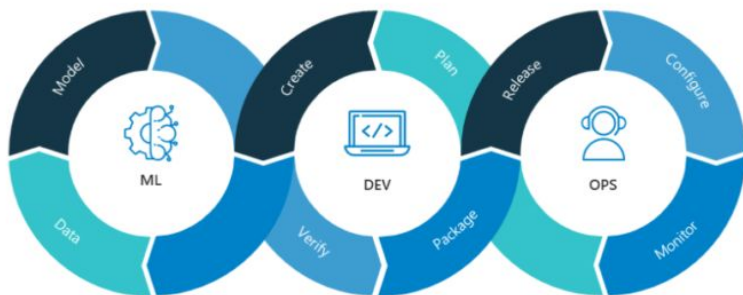 Model
Data
ML
Create
Plan
Verify
Package
</>
DEV
Release
Configure
Monitor
OPS